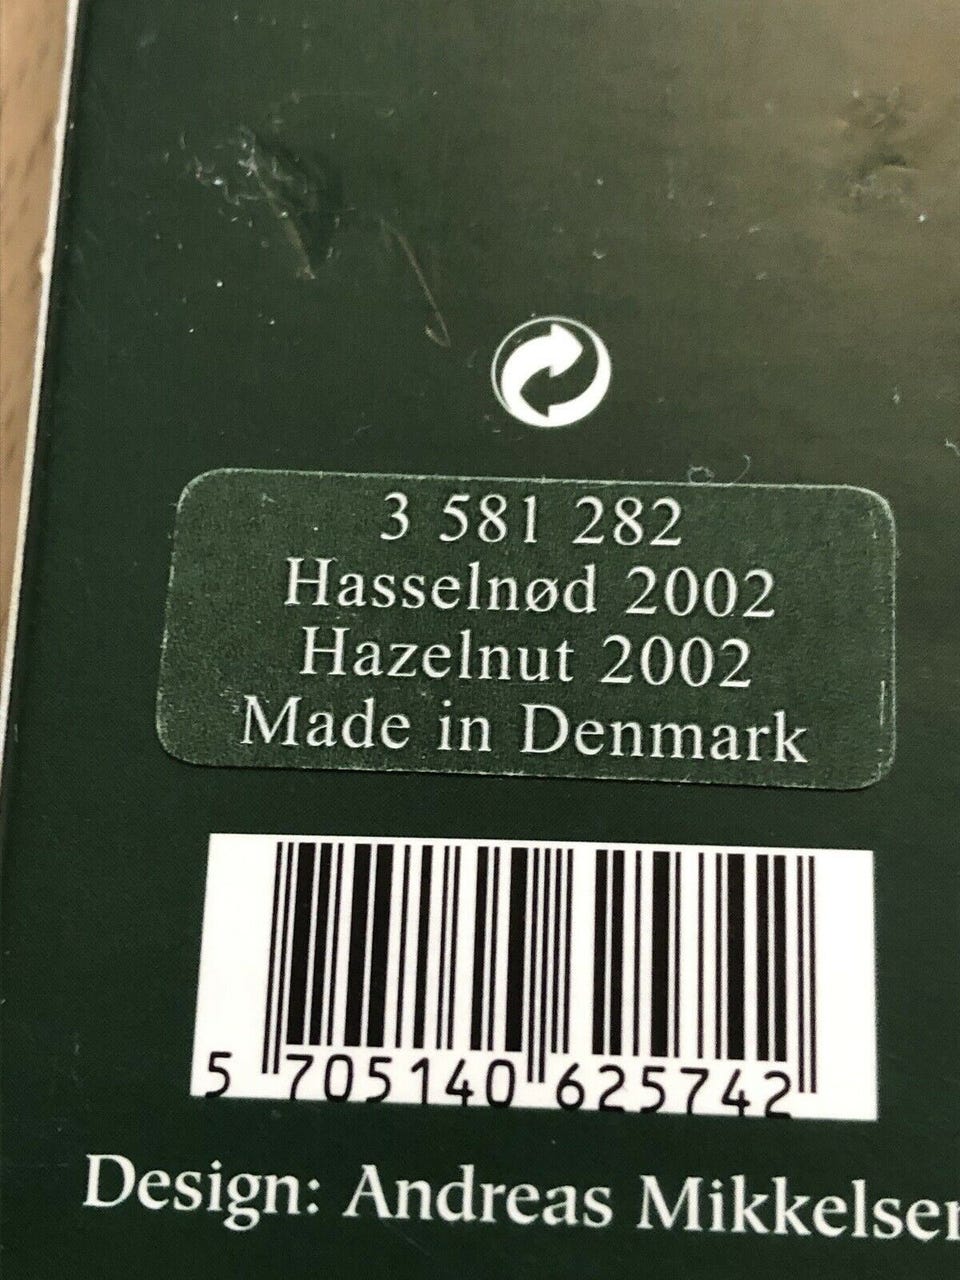 3 581 282
Hasselnød 2002
Hazelnut 2002
Made in Denmark
5 705140 625742
Design: Andreas Mikkelsen